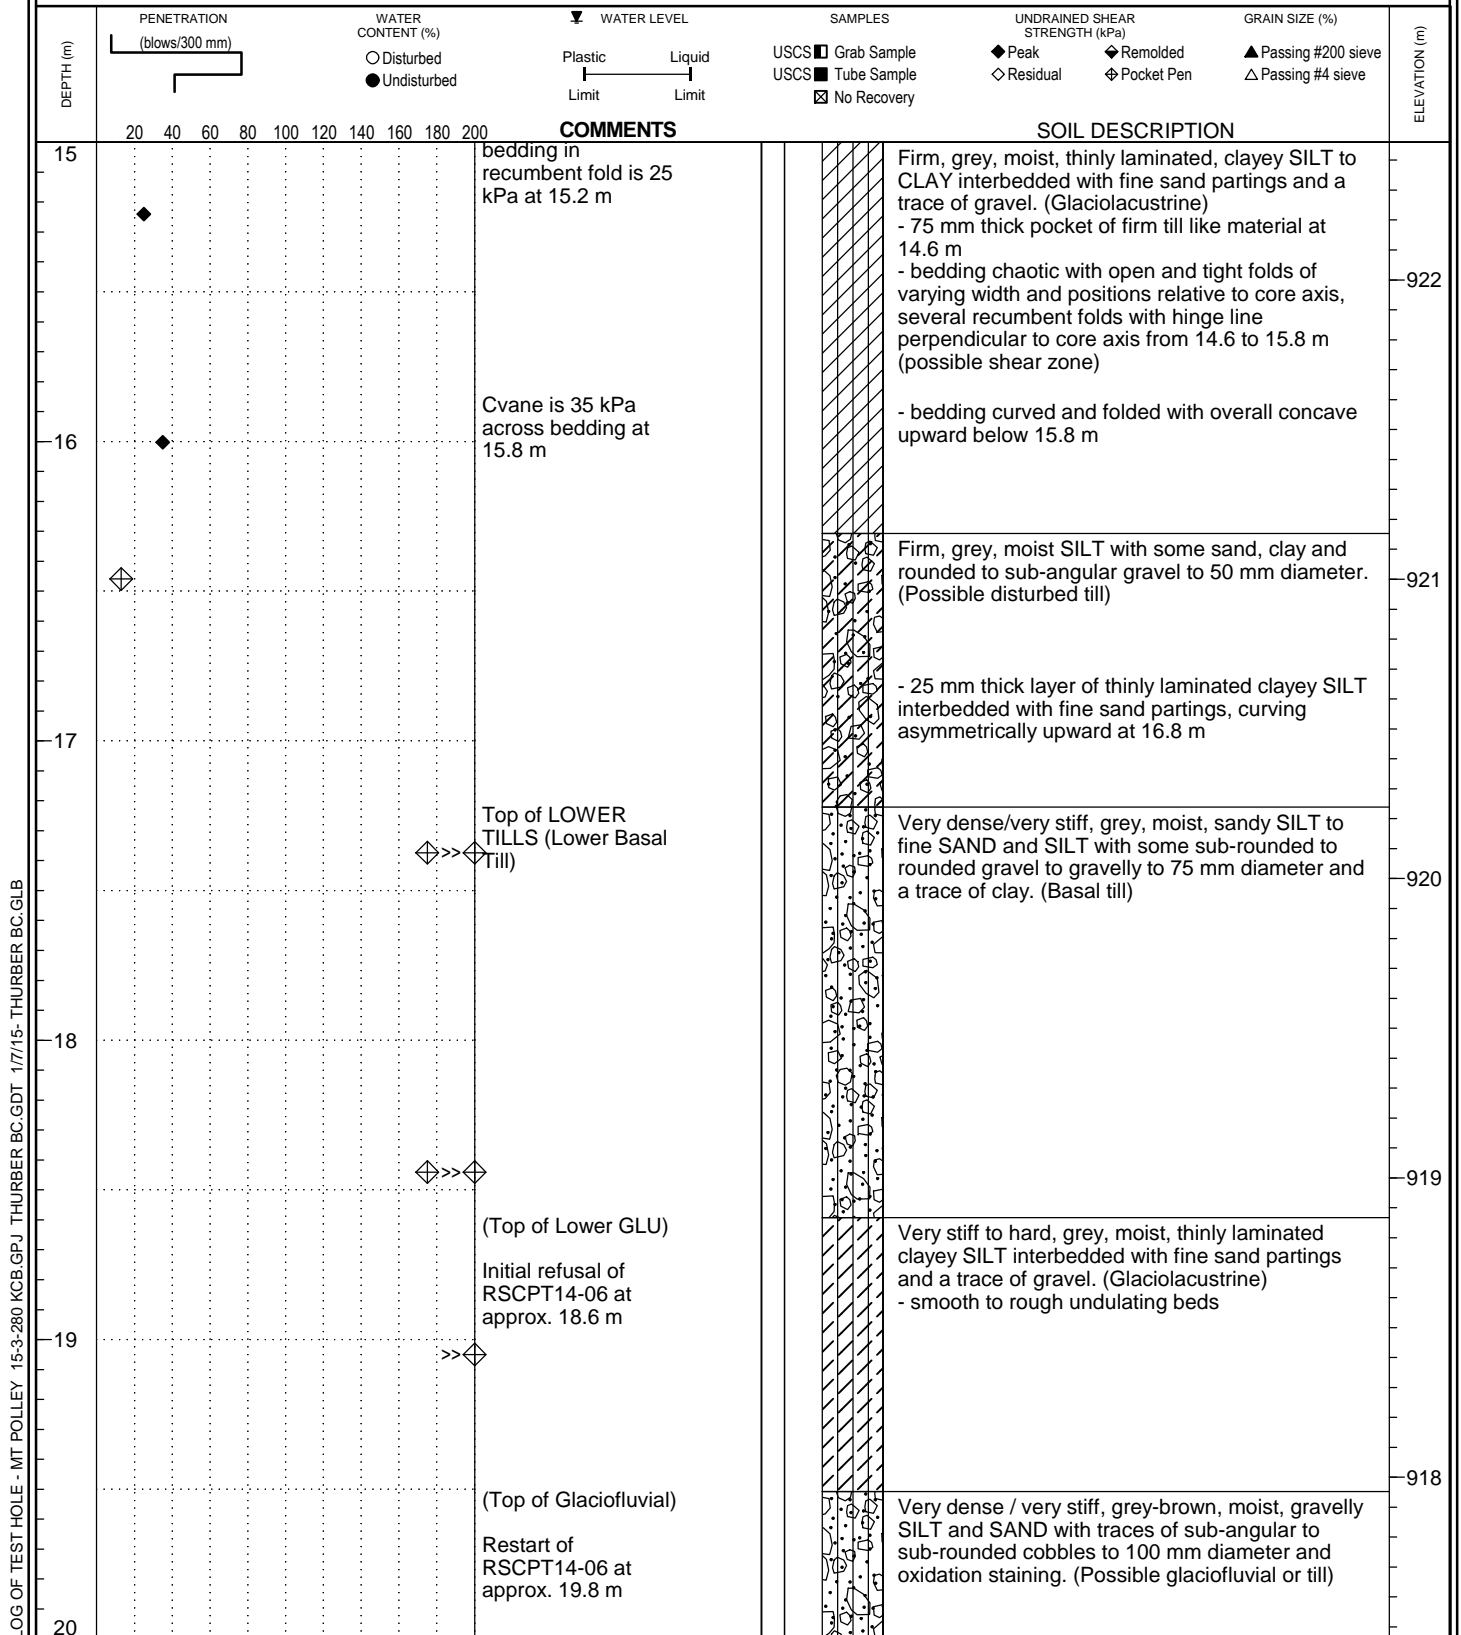 PENETRATION
(blows/300 mm)
WATER
CONTENT (%)
Disturbed
Undisturbed
WATER LEVEL
Plastic Liquid
Limit Limit
SAMPLES
USCS Grab Sample
USCS Tube Sample
No Recovery
UNDRAINED SHEAR
STRENGTH (kPa)
Peak Remolded
Residual Pocket Pen
GRAIN SIZE (%)
Passing #200 sieve
Passing #4 sieve
DEPTH (m)
ELEVATION (m)
20 40 60 80 100 120 140 160 180 200
COMMENTS
SOIL DESCRIPTION
15
bedding in
recumbent fold is 25
kPa at 15.2 m
Firm, grey, moist, thinly laminated, clayey SILT to
CLAY interbedded with fine sand partings and a
trace of gravel. (Glaciolacustrine)
- 75 mm thick pocket of firm till like material at
14.6 m
- bedding chaotic with open and tight folds of
varying width and positions relative to core axis,
several recumbent folds with hinge line
perpendicular to core axis from 14.6 to 15.8 m
(possible shear zone)
922
Cvane is 35 kPa
across bedding at
15.8 m
- bedding curved and folded with overall concave
upward below 15.8 m
16
Firm, grey, moist SILT with some sand, clay and
rounded to sub-angular gravel to 50 mm diameter.
(Possible disturbed till)
921
- 25 mm thick layer of thinly laminated clayey SILT
interbedded with fine sand partings, curving
asymmetrically upward at 16.8 m
17
Top of LOWER
TILLS (Lower Basal
Till)
>>
Very dense/very stiff, grey, moist, sandy SILT to
fine SAND and SILT with some sub-rounded to
rounded gravel to gravelly to 75 mm diameter and
a trace of clay. (Basal till)
920
18
>>
919
(Top of Lower GLU)
Initial refusal of
RSCPT14-06 at
approx. 18.6 m
Very stiff to hard, grey, moist, thinly laminated
clayey SILT interbedded with fine sand partings
and a trace of gravel. (Glaciolacustrine)
- smooth to rough undulating beds
19
>>
918
(Top of Glaciofluvial)
Restart of
RSCPT14-06 at
approx. 19.8 m
Very dense / very stiff, grey-brown, moist, gravelly
SILT and SAND with traces of sub-angular to
sub-rounded cobbles to 100 mm diameter and
oxidation staining. (Possible glaciofluvial or till)
20
LOG OF TEST HOLE - MT POLLEY 15-3-280 KCB.GPJ THURBER BC.GDT 1/7/15- THURBER BC.GLB